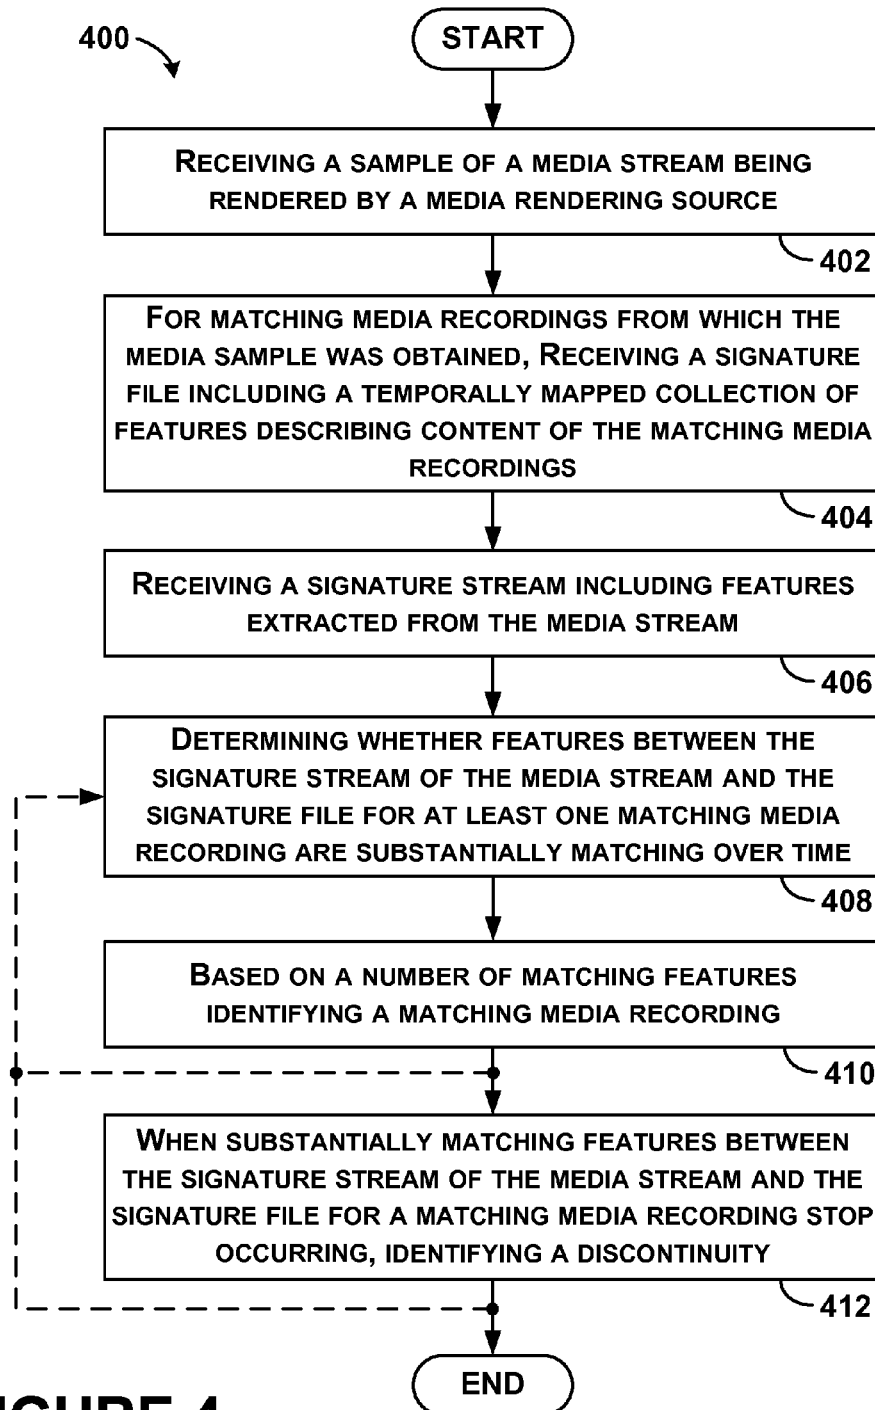 START
400
RECEIVING A SAMPLE OF A MEDIA STREAM BEING
RENDERED BY A MEDIA RENDERING SOURCE
402
FOR MATCHING MEDIA RECORDINGS FROM WHICH THE
MEDIA SAMPLE WAS OBTAINED, RECEIVING A SIGNATURE
FILE INCLUDING A TEMPORALLY MAPPED COLLECTION OF
FEATURES DESCRIBING CONTENT OF THE MATCHING MEDIA
RECORDINGS
404
RECEIVING A SIGNATURE STREAM INCLUDING FEATURES
EXTRACTED FROM THE MEDIA STREAM
406
DETERMINING WHETHER FEATURES BETWEEN THE
SIGNATURE STREAM OF THE MEDIA STREAM AND THE
SIGNATURE FILE FOR AT LEAST ONE MATCHING MEDIA
RECORDING ARE SUBSTANTIALLY MATCHING OVER TIME
408
BASED ON A NUMBER OF MATCHING FEATURES
IDENTIFYING A MATCHING MEDIA RECORDING
410
WHEN SUBSTANTIALLY MATCHING FEATURES BETWEEN
THE SIGNATURE STREAM OF THE MEDIA STREAM AND THE
SIGNATURE FILE FOR A MATCHING MEDIA RECORDING STOP
OCCURRING, IDENTIFYING A DISCONTINUITY
412
END